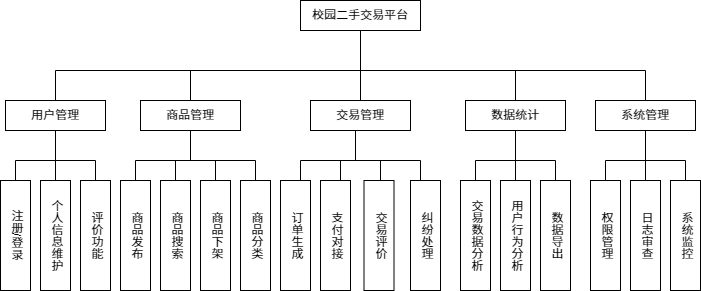 校园二手交易平台
用户管理
商品管理
交易管理
数据统计
系统管理
注册登录
个人信息维护
评价功能
商品发布
商品搜索
商品下架
商品分类
订单生成
支付对接
交易评价
纠纷处理
交易数据分析
用户行为分析
数据导出
权限管理
日志审查
系统监控